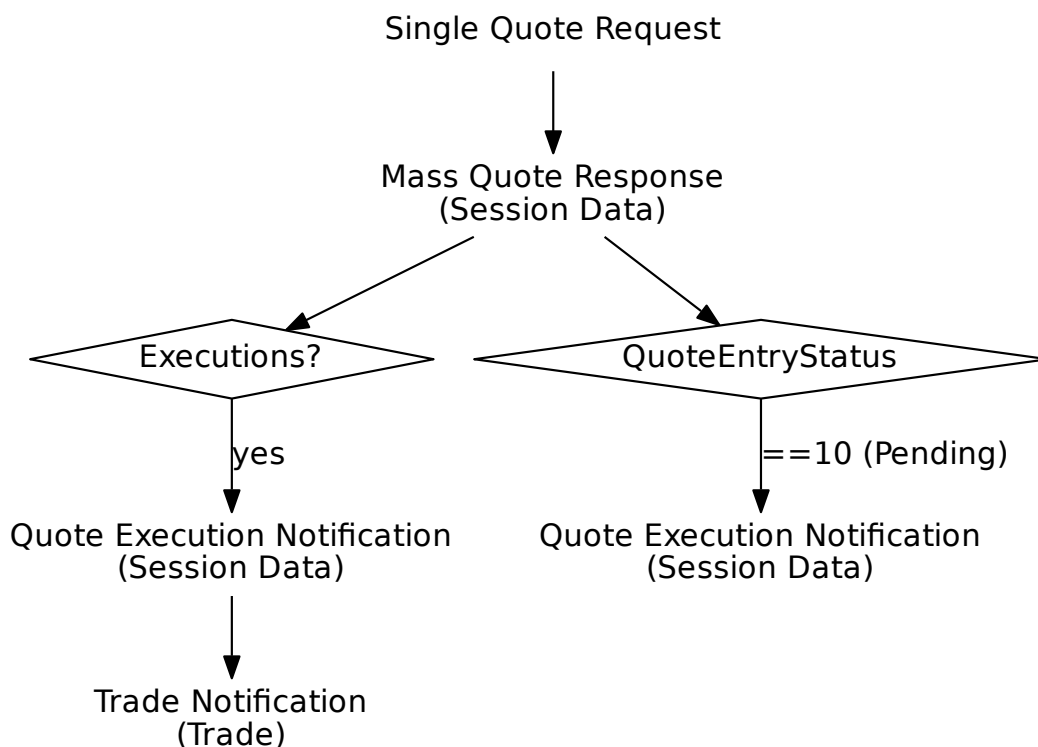 Single Quote Request
Mass Quote Response
(Session Data)
Executions?
QuoteEntryStatus
yes
==10 (Pending)
Quote Execution Notification
(Session Data)
Quote Execution Notification
(Session Data)
Trade Notification
(Trade)